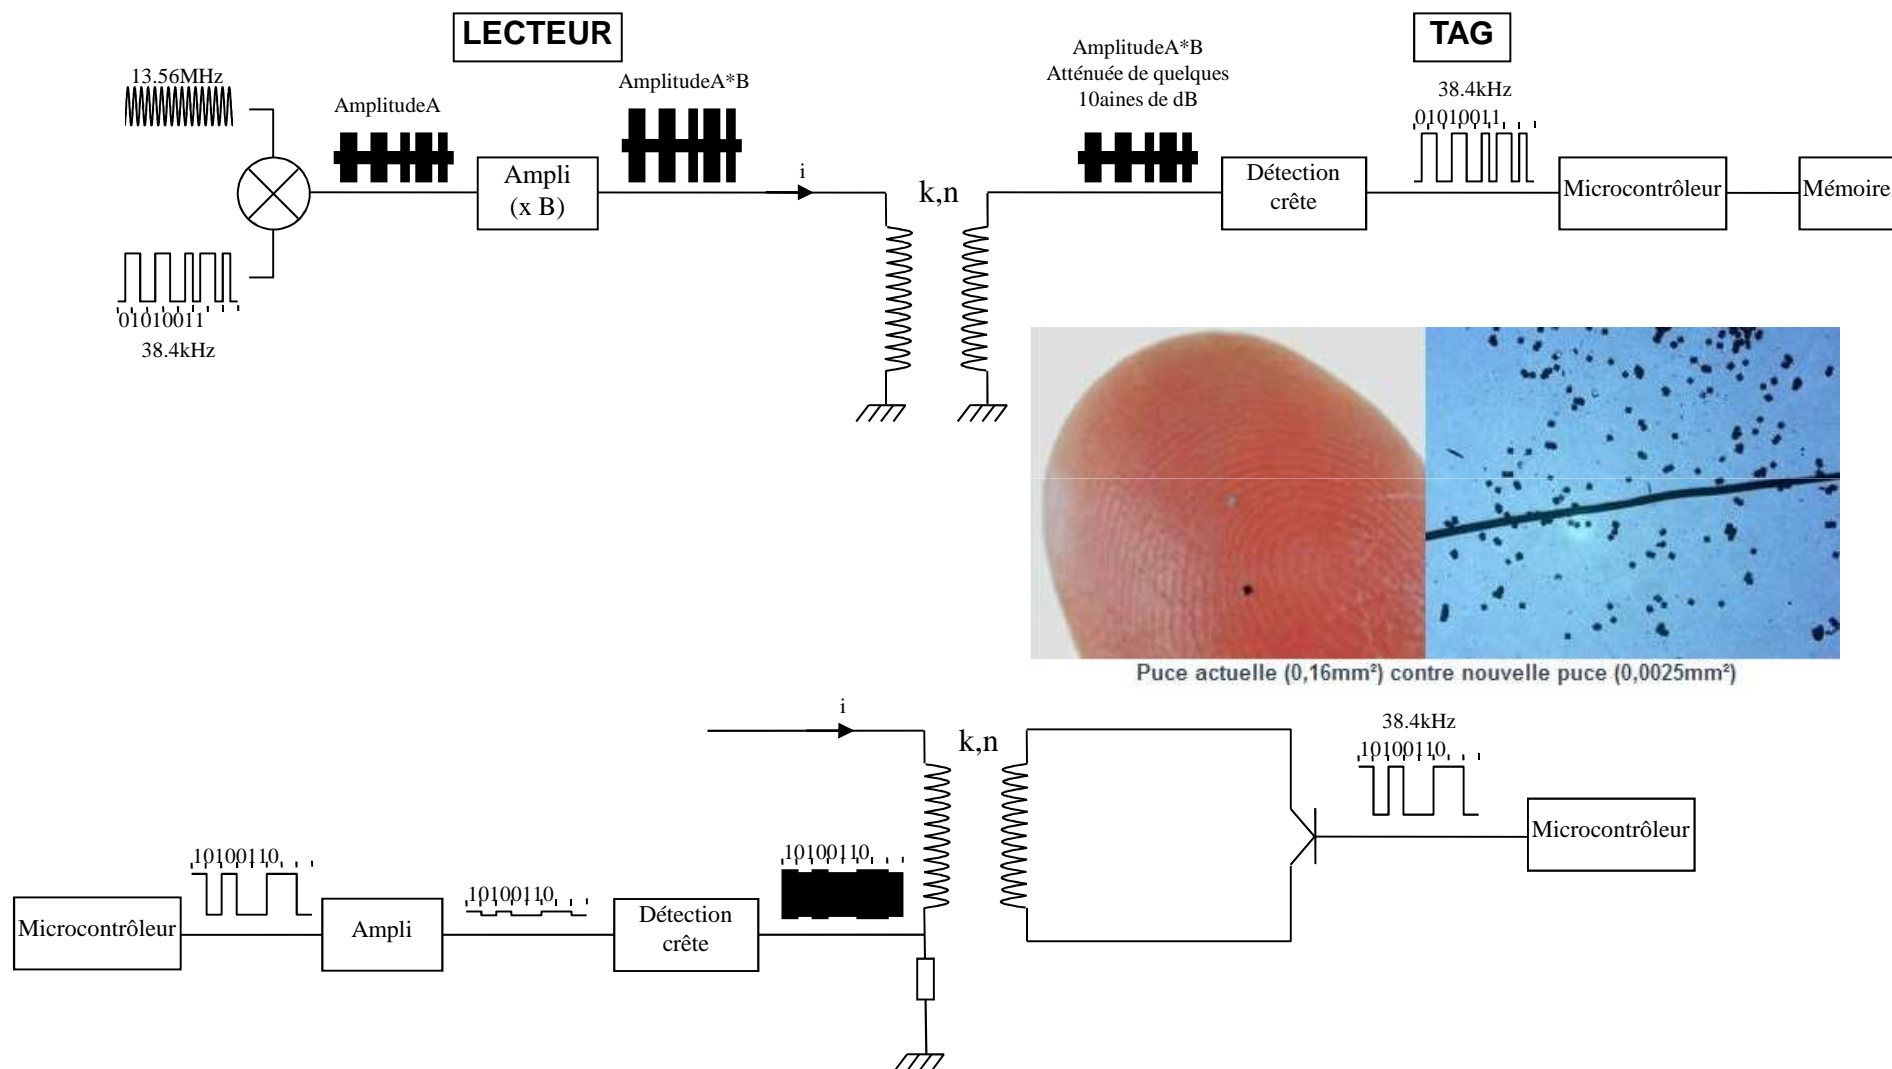 LECTEUR
TAG
13.56MHz
AmplitudeA
AmplitudeA*B
AmplitudeA*B
Atténuée de quelques
10aines de dB
38.4kHz
01010011
Ampli
(x B)
i
k,n
Détection
crête
Microcontrôleur
Mémoire
01010011
38.4kHz
Puce actuelle (0,16mm²) contre nouvelle puce (0,0025mm²)
i
k,n
38.4kHz
10100110
Microcontrôleur
10100110
10100110
10100110
Microcontrôleur
Ampli
Détection
crête